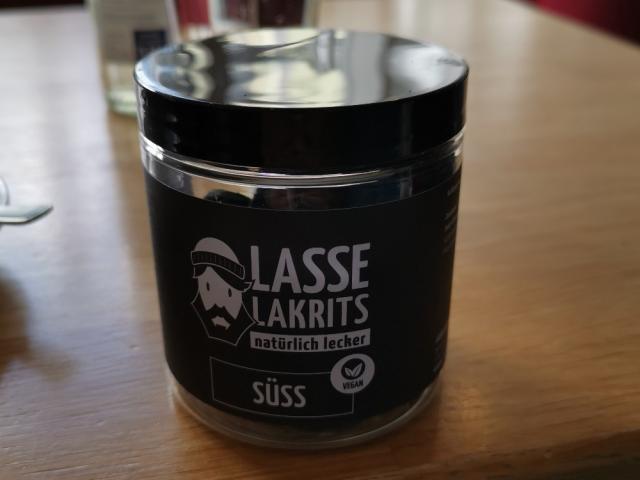 LASSE
LAKRITS
natürlich lecker
VEGAN
SÜSS